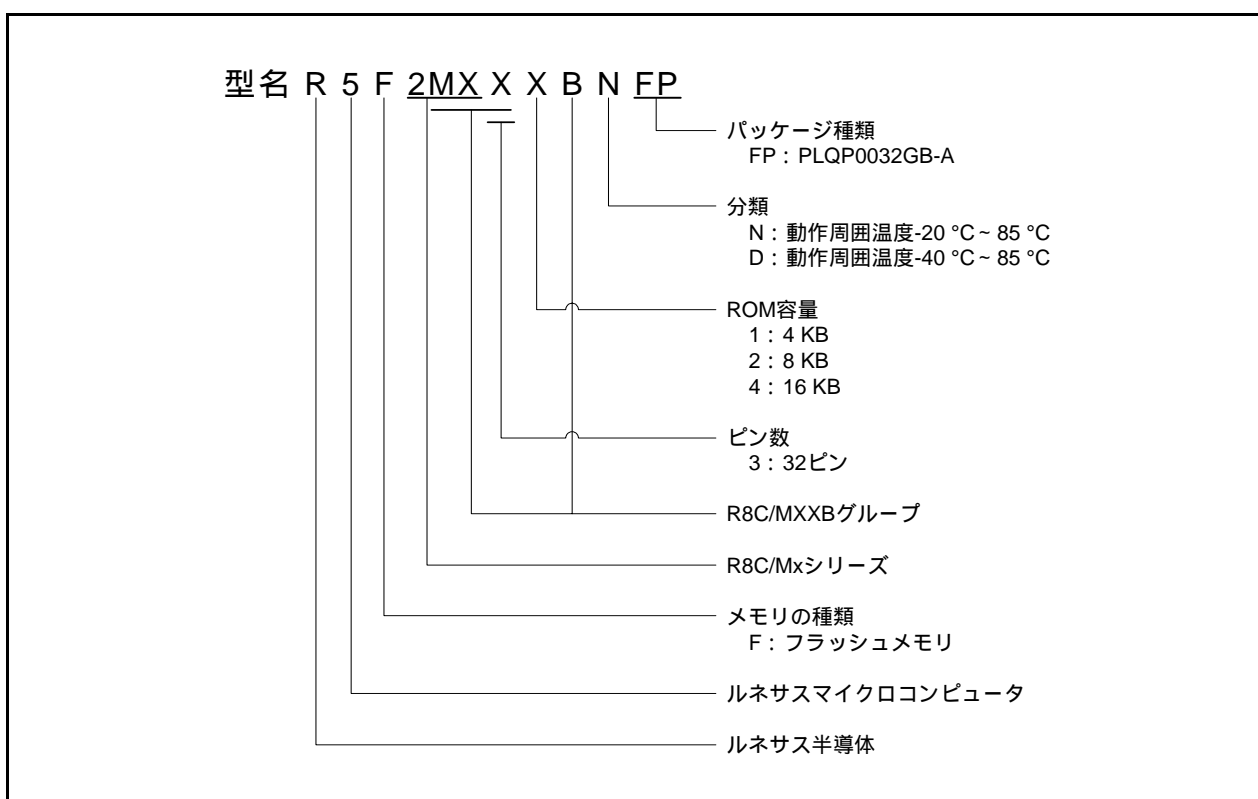 型名 R 5 F 2MX X X B N FP
パッケージ種類
FP : PLQP0032GB-A
分類
N : 動作周囲温度-20 °C ~ 85 °C
D : 動作周囲温度-40 °C ~ 85 °C
ROM容量
1 : 4 KB
2 : 8 KB
4 : 16 KB
ピン数
3 : 32ピン
R8C/MXXBグループ
R8C/Mxシリーズ
メモリの種類
F : フラッシュメモリ
ルネサスマイクロコンピュータ
ルネサス半導体